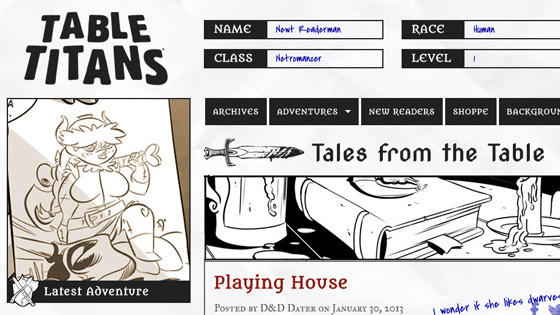 TABLE
TITANS
NAME Newt Readerman
RACE Human
CLASS Netromancer
LEVEL 1
ARCHIVES ADVENTURES NEW READERS SHOPPE BACKGROUN
Tales from the Table
Latest Adventure
Playing House
Posted by D&D Dater on January 30, 2013
I wonder if she likes dwarves